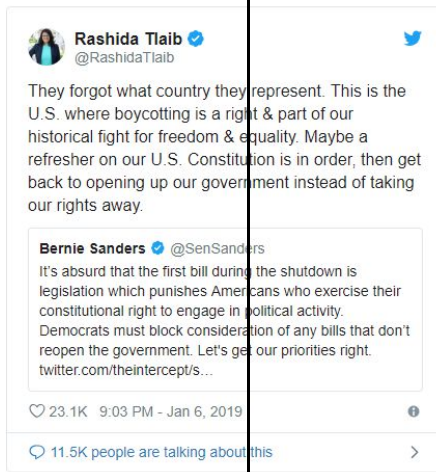 Rashida Tlaib
@RashidaTlaib
They forgot what country they represent. This is the
U.S. where boycotting is a right & part of our
historical fight for freedom & equality. Maybe a
refresher on our U.S. Constitution is in order, then get
back to opening up our government instead of taking
our rights away.
Bernie Sanders @SenSanders
It's absurd that the first bill during the shutdown is
legislation which punishes Americans who exercise their
constitutional right to engage in political activity.
Democrats must block consideration of any bills that don't
reopen the government. Let's get our priorities right.
twitter.com/theintercept/s…
23.1K 9:03 PM - Jan 6, 2019
11.5K people are talking about this